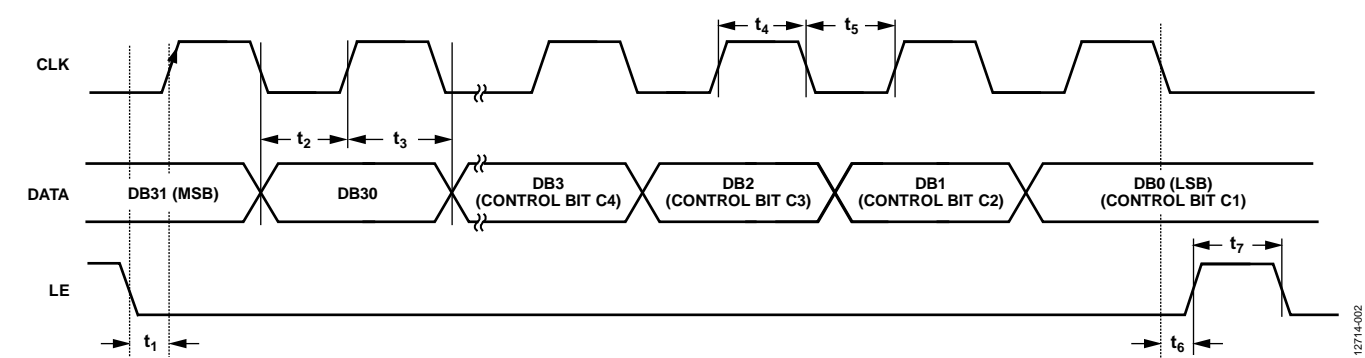 t4
t5
CLK
t2
t3
DATA
DB31 (MSB)
DB30
DB3
(CONTROL BIT C4)
DB2
(CONTROL BIT C3)
DB1
(CONTROL BIT C2)
DB0 (LSB)
(CONTROL BIT C1)
t7
LE
t1
t6
12714-002